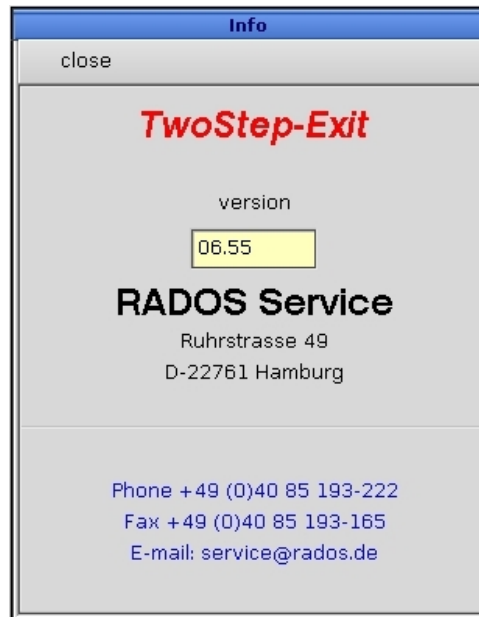 Info
close
TwoStep-Exit
version
06.55
RADOS Service
Ruhrstrasse 49
D-22761 Hamburg
Phone +49 (0)40 85 193-222
Fax +49 (0)40 85 193-165
E-mail: service@rados.de